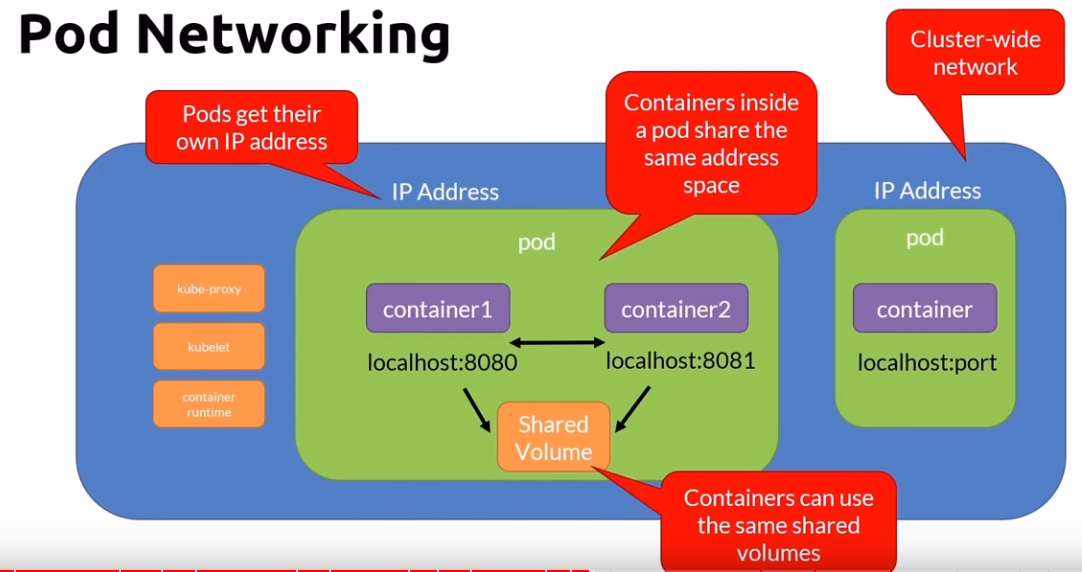 Pod Networking
Cluster-wide
network
Pods get their
own IP address
Containers inside
a pod share the
same address
space
IP Address
IP Address
pod
pod
kube-proxy
kubelet
container
runtime
container1
container2
localhost:8080
localhost:8081
Shared
Volume
container
localhost:port
Containers can use
the same shared
volumes